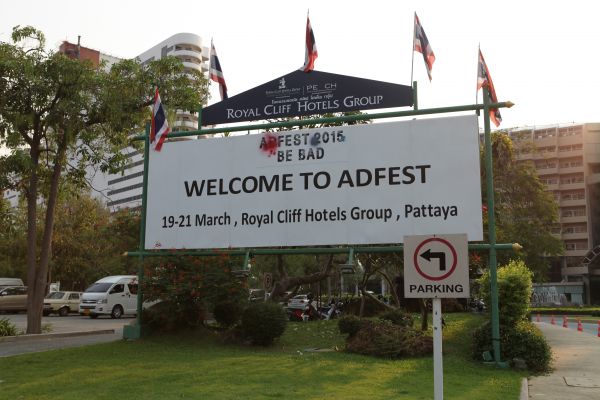 PEACH
ROYAL CLIFF HOTELS GROUP
ADFEST 2015
BE BAD
WELCOME TO ADFEST
19-21 March , Royal Cliff Hotels Group , Pattaya
PARKING